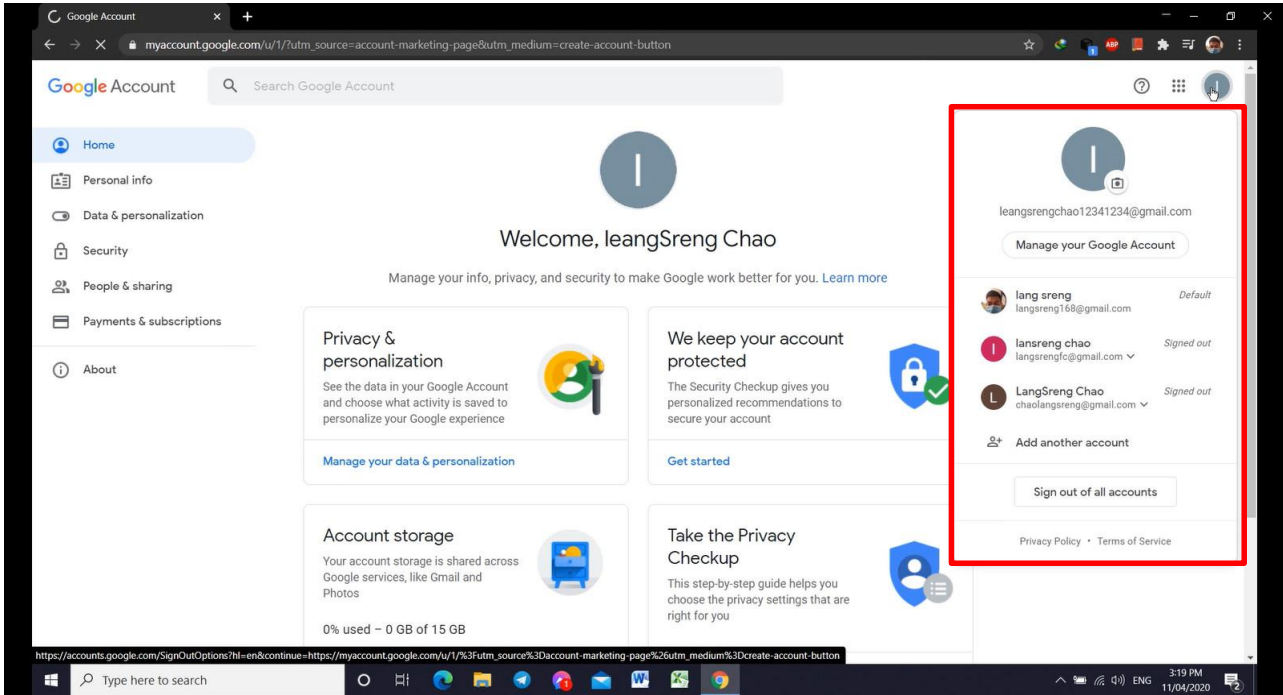 Google Account
myaccount.google.com/u/1/?utm_source=account-marketing-page&utm_medium=create-account-button
ABP
1
Google Account
Search Google Account
Home
Personal info
Data & personalization
Security
People & sharing
Payments & subscriptions
About
I
Welcome, leangSreng Chao
Manage your info, privacy, and security to make Google work better for you. Learn more
Privacy &
personalization
See the data in your Google Account
and choose what activity is saved to
personalize your Google experience
Manage your data & personalization
We keep your account
protected
The Security Checkup gives you
personalized recommendations to
secure your account
Get started
Account storage
Your account storage is shared across
Google services, like Gmail and
Photos
0% used – 0 GB of 15 GB
Take the Privacy
Checkup
This step-by-step guide helps you
choose the privacy settings that are
right for you
I
leangsrengchao12341234@gmail.com
Manage your Google Account
lang sreng
Default
langsreng168@gmail.com
l
lansreng chao
Signed out
langsrengfc@gmail.com
L
LangSreng Chao
Signed out
chaolangsreng@gmail.com
Add another account
Sign out of all accounts
Privacy Policy • Terms of Service
https://accounts.google.com/SignOutOptions?hl=en&continue=https://myaccount.google.com/u/1/%3Futm_source%3Daccount-marketing-page%26utm_medium%3Dcreate-account-button
Type here to search
ENG
3:19 PM
11/04/2020
2